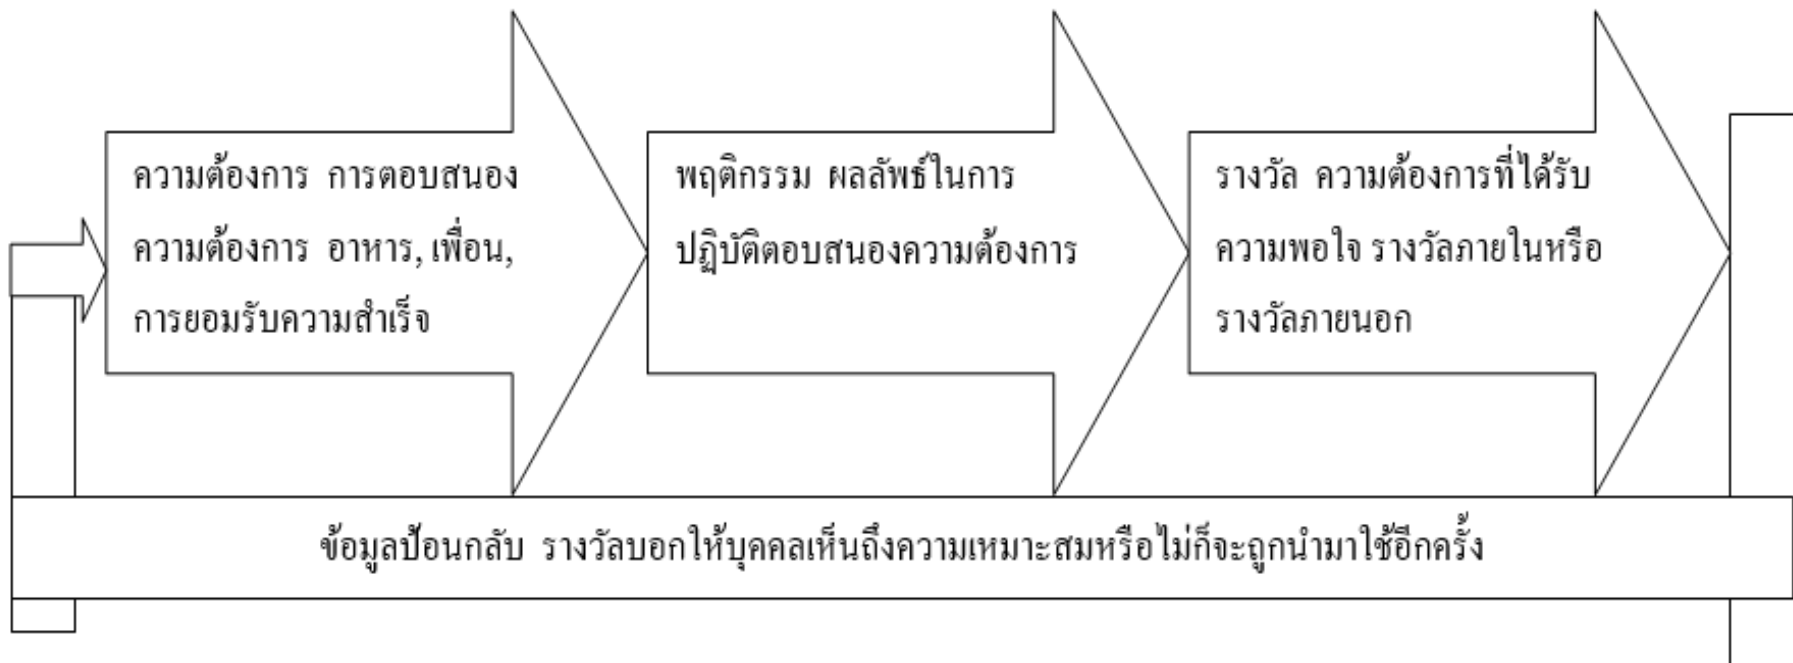 ความต้องการ การตอบสนอง
ความต้องการ อาหาร, เพื่อน,
การยอมรับความสำเร็จ
พฤติกรรม ผลลัพธ์ในการ
ปฏิบัติตอบสนองความต้องการ
รางวัล ความต้องการที่ได้รับ
ความพอใจ รางวัลภายในหรือ
รางวัลภายนอก
ข้อมูลป้อนกลับ รางวัลบอกให้บุคคลเห็นถึงความเหมาะสมหรือไม่ก็จะถูกนำมาใช้อีกครั้ง